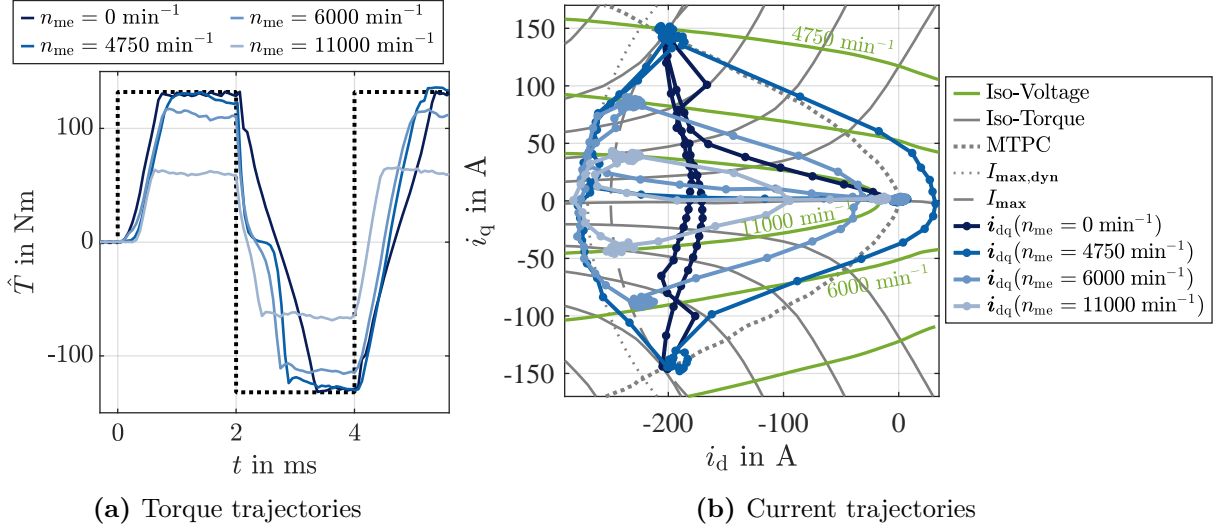 n_me = 0 min⁻¹
n_me = 6000 min⁻¹
n_me = 4750 min⁻¹
n_me = 11000 min⁻¹
100
0
-100
T̂ in Nm
0
2
4
t in ms
(a) Torque trajectories
150
100
50
0
-50
-100
-150
i_q in A
4750 min⁻¹
11000 min⁻¹
6000 min⁻¹
-200
-100
0
i_d in A
(b) Current trajectories
Iso-Voltage
Iso-Torque
MTPC
I_max,dyn
I_max
i_dq(n_me = 0 min⁻¹)
i_dq(n_me = 4750 min⁻¹)
i_dq(n_me = 6000 min⁻¹)
i_dq(n_me = 11000 min⁻¹)